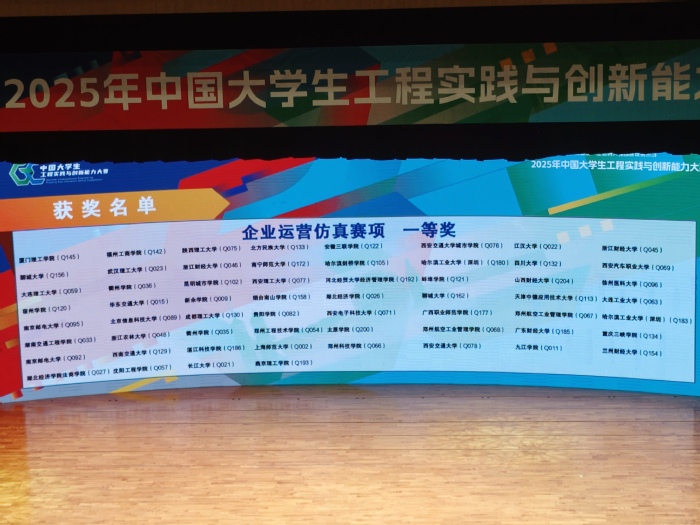 2025年中国大学生工程实践与创新能
中国大学生
工程实践与创新能力大赛
2025年中国大学生工程实践与创新能力大
获奖名单
企业运营仿真赛项 一等奖
厦门理工学院（Q145）
聊城大学（Q156）
大连理工大学（Q059）
宿州学院（Q120）
南京邮电大学（Q095）
湖南交通工程学院（Q033）
南京邮电大学（Q092）
湖北经济学院法商学院（Q027）
福州工商学院（Q142）
武汉理工大学（Q023）
衢州学院（Q036）
华东交通大学（Q015）
北京信息科技大学（Q089）
浙江农林大学（Q048）
西南交通大学（Q129）
沈阳工程学院（Q057）
陕西理工大学（Q075）
浙江财经大学（Q046）
昆明城市学院（Q102）
新余学院（Q009）
成都理工大学（Q130）
衢州学院（Q035）
湛江科技学院（Q186）
长江大学（Q021）
北方民族大学（Q133）
南宁师范大学（Q172）
西安理工大学（Q077）
烟台南山学院（Q158）
贵阳学院（Q082）
郑州工程技术学院（Q054）
上海师范大学（Q002）
燕京理工学院（Q193）
安徽三联学院（Q122）
哈尔滨剑桥学院（Q105）
河北经贸大学经济管理学院（Q192）
湖北经济学院（Q026）
西安电子科技大学（Q071）
太原学院（Q200）
郑州科技学院（Q066）
西安交通大学城市学院（Q076）
哈尔滨工业大学（深圳）（Q180）
蚌埠学院（Q121）
聊城大学（Q162）
广西职业师范学院（Q177）
郑州航空工业管理学院（Q068）
西安交通大学（Q078）
江汉大学（Q022）
四川大学（Q132）
山西财经大学（Q204）
天津中德应用技术大学（Q113）
郑州航空工业管理学院（Q067）
广东财经大学（Q185）
九江学院（Q011）
浙江财经大学（Q045）
西安汽车职业大学（Q069）
徐州医科大学（Q096）
大连工业大学（Q063）
哈尔滨工业大学（深圳）（Q183）
重庆三峡学院（Q134）
兰州财经大学（Q154）